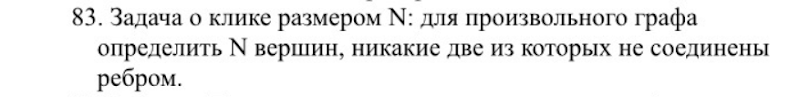 83. Задача о клике размером N: для произвольного графа
определить N вершин, никакие две из которых не соединены
ребром.